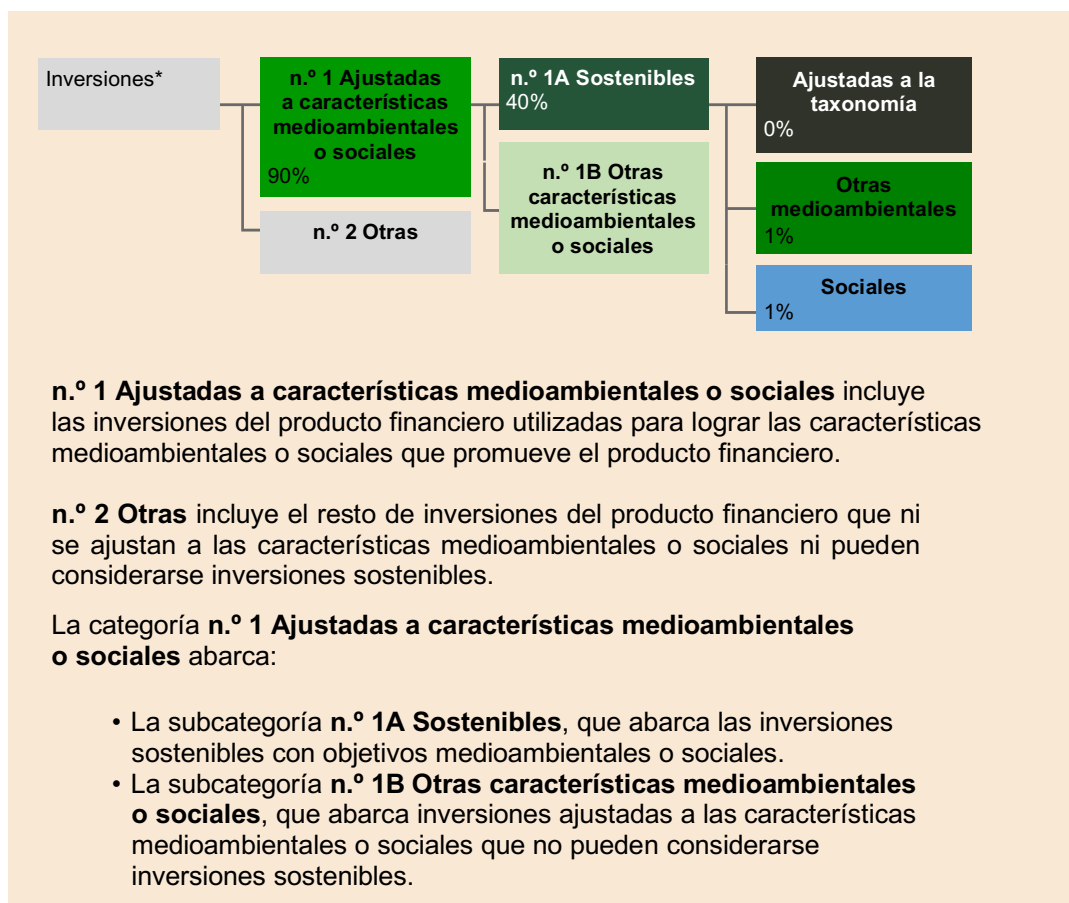 Inversiones*
n.º 1 Ajustadas
a características
medioambientales
o sociales
90%
n.º 2 Otras
n.º 1A Sostenibles
40%
n.º 1B Otras
características
medioambientales
o sociales
Ajustadas a la
taxonomía
0%
Otras
medioambientales
1%
Sociales
1%
n.º 1 Ajustadas a características medioambientales o sociales incluye
las inversiones del producto financiero utilizadas para lograr las características
medioambientales o sociales que promueve el producto financiero.
n.º 2 Otras incluye el resto de inversiones del producto financiero que ni
se ajustan a las características medioambientales o sociales ni pueden
considerarse inversiones sostenibles.
La categoría n.º 1 Ajustadas a características medioambientales
o sociales abarca:
• La subcategoría n.º 1A Sostenibles, que abarca las inversiones
sostenibles con objetivos medioambientales o sociales.
• La subcategoría n.º 1B Otras características medioambientales
o sociales, que abarca inversiones ajustadas a las características
medioambientales o sociales que no pueden considerarse
inversiones sostenibles.